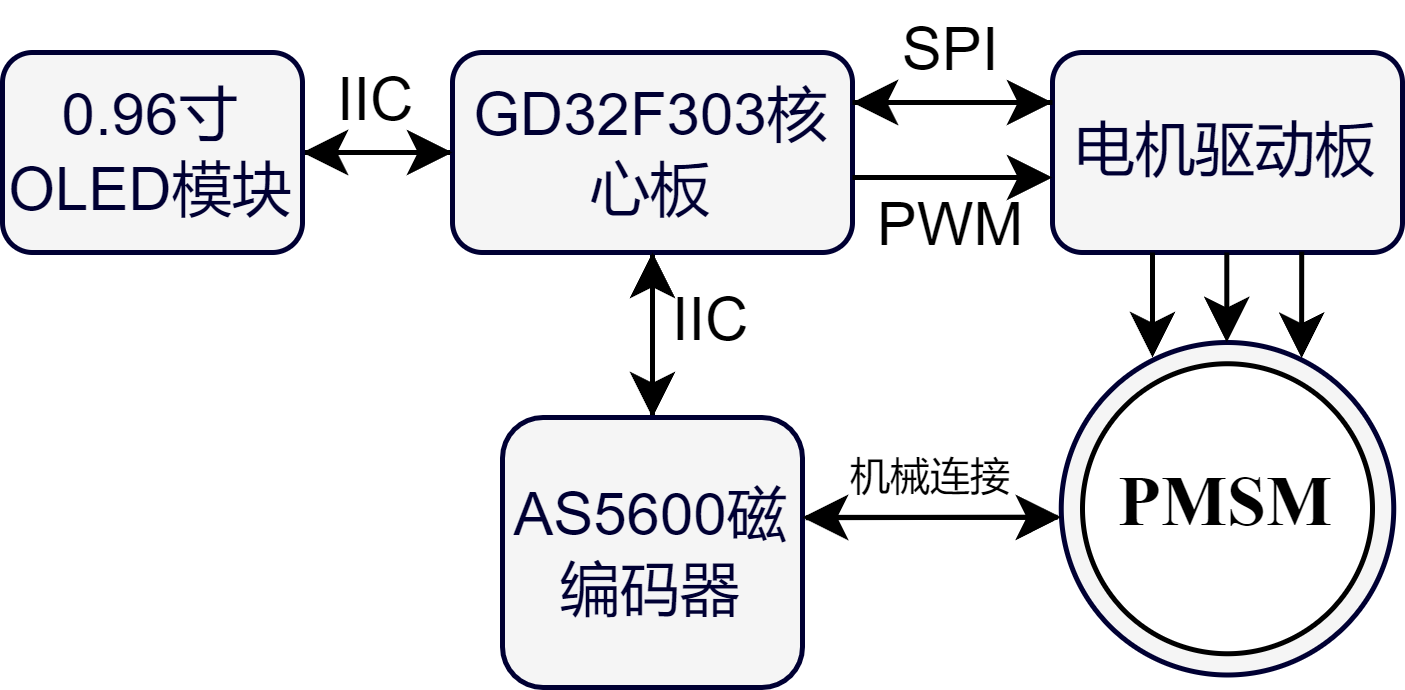 0.96寸
OLED模块
IIC
GD32F303核
心板
SPI
PWM
电机驱动板
IIC
AS5600磁
编码器
机械连接
PMSM